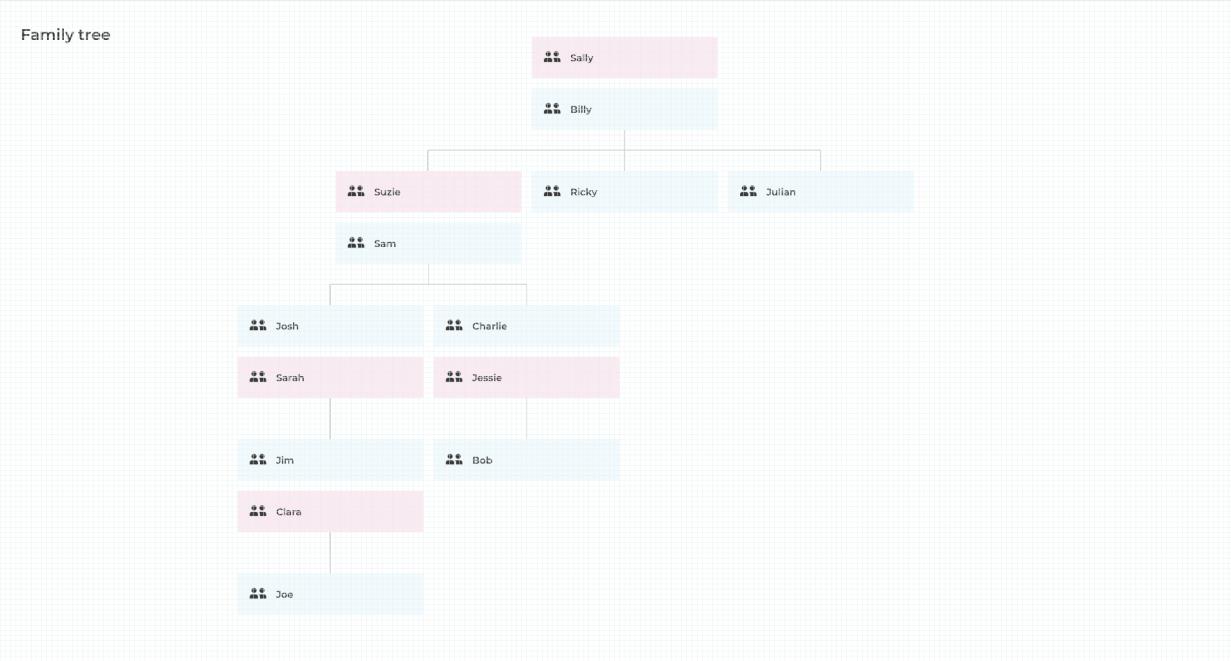 Family tree
Sally
Billy
Suzie
Ricky
Julian
Sam
Josh
Charlie
Sarah
Jessie
Jim
Bob
Clara
Joe